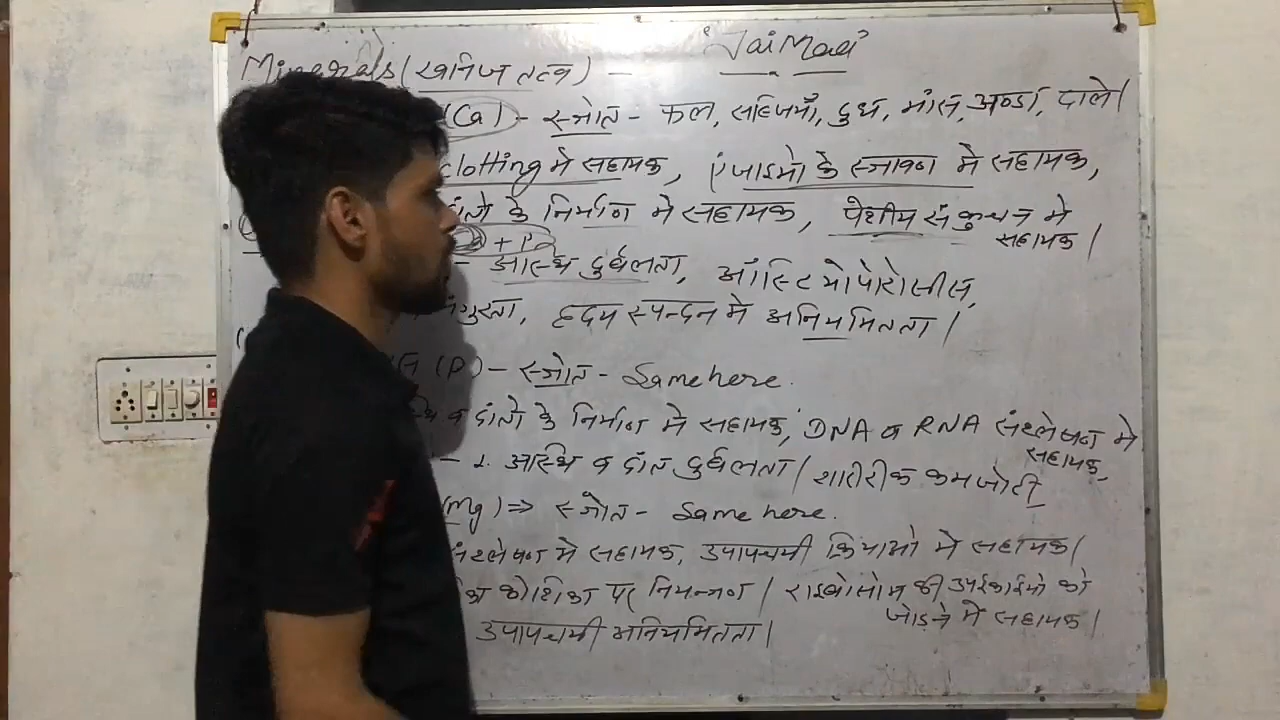 'Jai Maa'
Minerals (खनिज तत्व) –
(Ca) – स्त्रोत – फल, सब्जियाँ, दुध, माँस, अण्डा, दाले।
clotting मे सहायक, एंजाइमो के स्त्रावण मे सहायक,
दांतो के निर्माण मे सहायक, पेशीय संकुचन मे
सहायक।
+ P
– अास्थि दुर्बलता, ऑस्टियोपोरोसीस,
हृदय स्पन्दन मे अनियमितता।
(P) – स्त्रोत – Same here.
व दांतो के निर्माण मे सहायक, DNA व RNA संश्लेषण मे
सहायक
– अास्थि व दांत दुर्बलता। शारीरीक कमजोरी
(Mg) => स्त्रोत – Same here.
संश्लेषण मे सहायक, उपापचयी क्रियाओ मे सहायक।
कोशिका पर नियन्त्रण। राइबोसोम की उपईकाईयो को
जोड़ने मे सहायक।
उपापचयी अनियमितता।